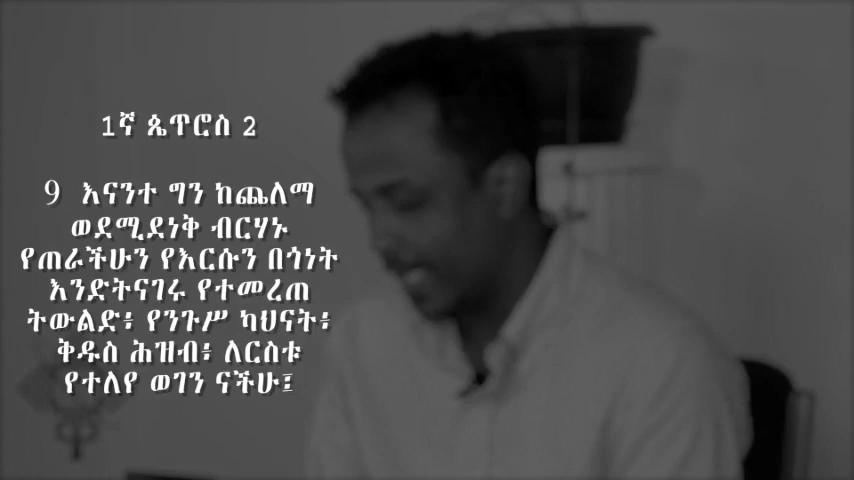 1ኛ ጴጥሮስ 2
9 እናንተ ግን ከጨለማ
ወደሚደነቅ ብርሃኑ
የጠራችሁን የእርሱን በጎነት
እንድትናገሩ የተመረጠ
ትውልድ፥ የንጉሥ ካህናት፥
ቅዱስ ሕዝብ፥ ለርስቱ
የተለየ ወገን ናችሁ፤